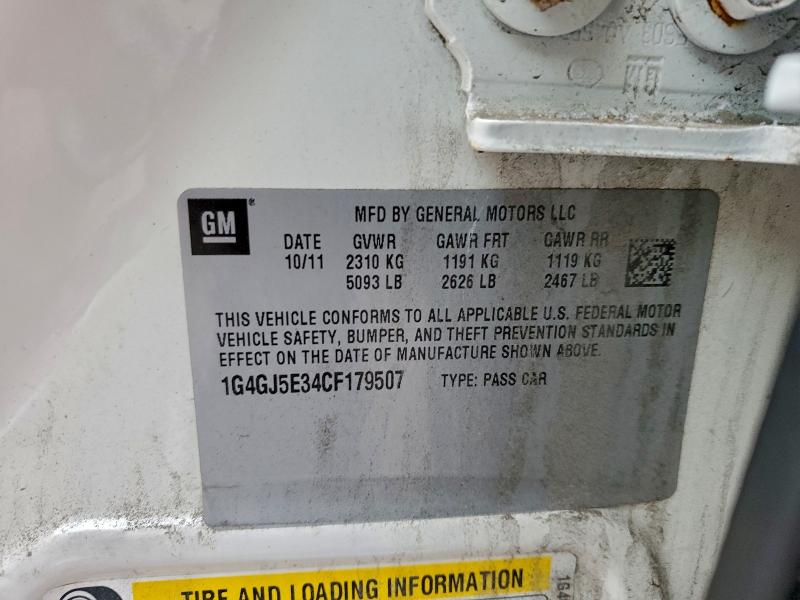 GM
MFD BY GENERAL MOTORS LLC
DATE GVWR GAWR FRT GAWR RR
10/11 2310 KG 1191 KG 1119 KG
5093 LB 2626 LB 2467 LB
THIS VEHICLE CONFORMS TO ALL APPLICABLE U.S. FEDERAL MOTOR
VEHICLE SAFETY, BUMPER, AND THEFT PREVENTION STANDARDS IN
EFFECT ON THE DATE OF MANUFACTURE SHOWN ABOVE.
1G4GJ5E34CF179507 TYPE: PASS CAR
TIRE AND LOADING INFORMATION